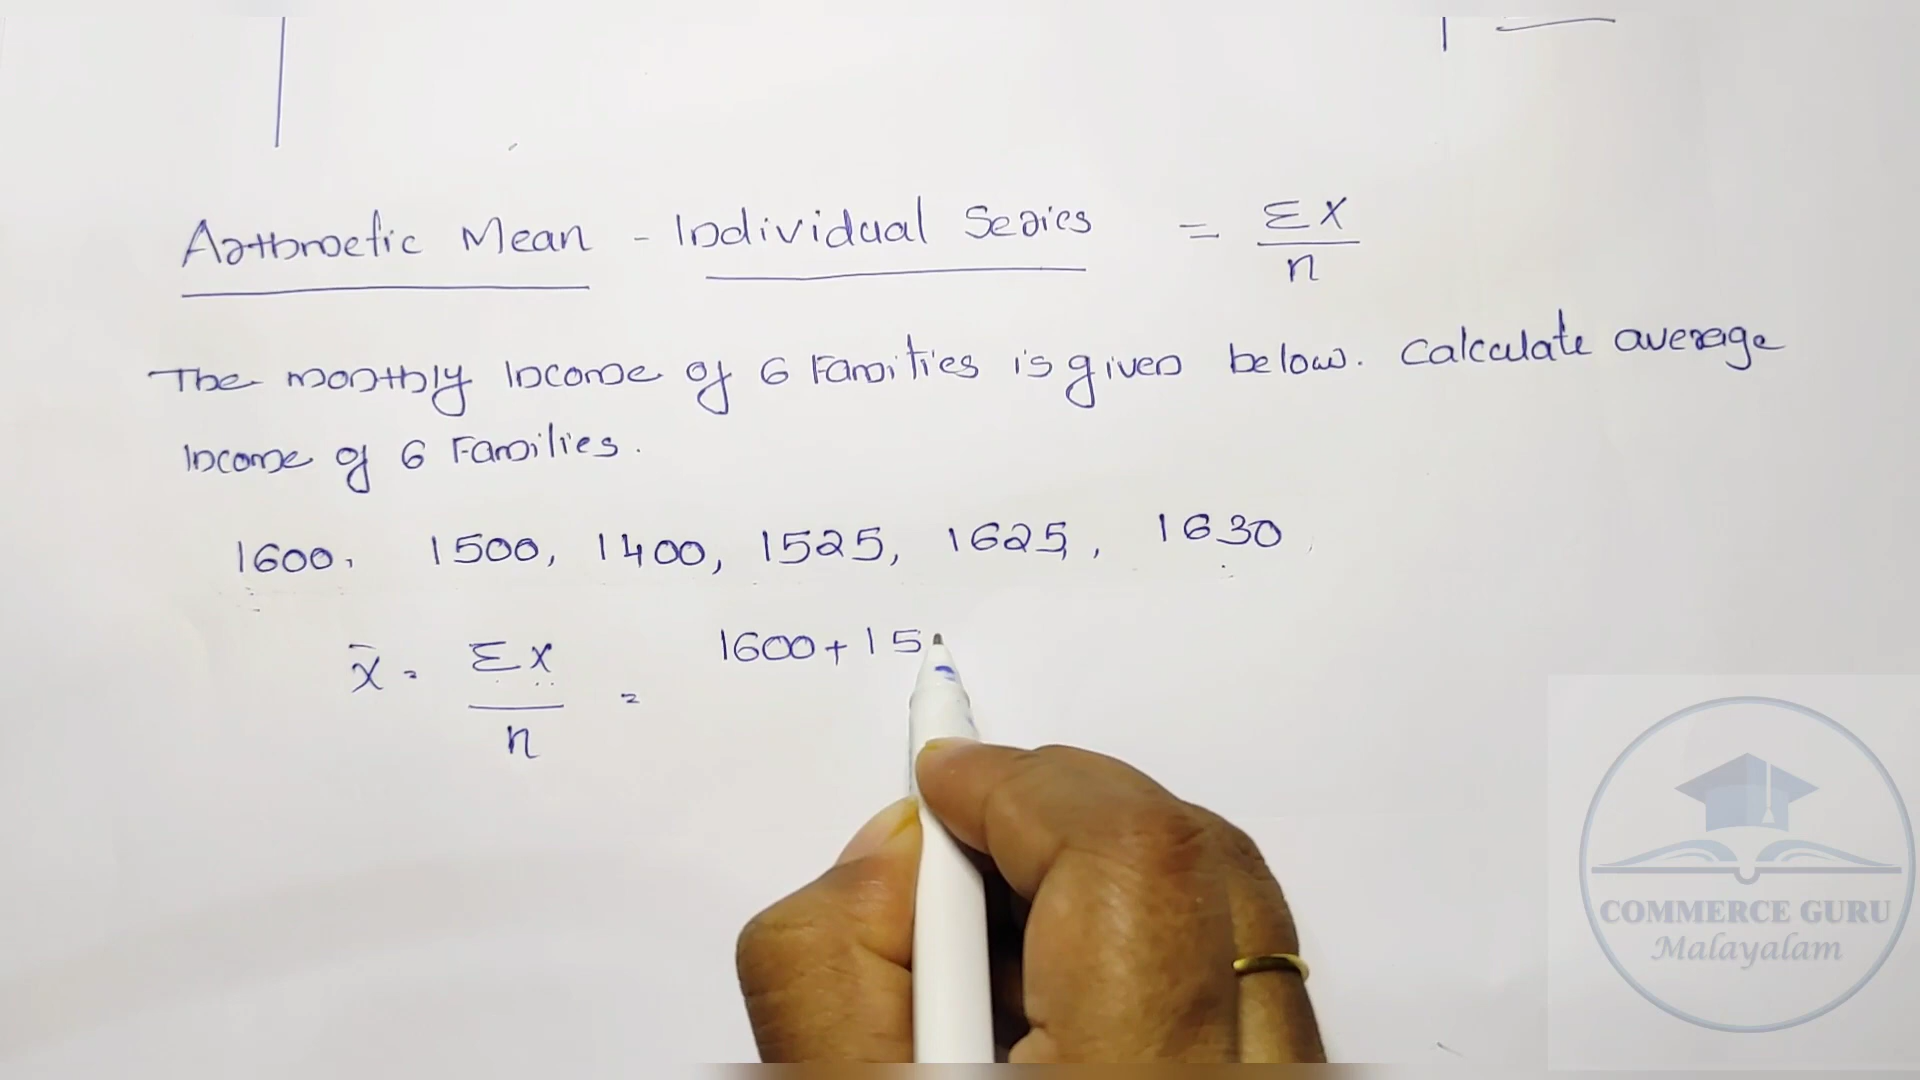 Arthmetic Mean - Individual Series = ΣX / n
The monthly Income of 6 Families is given below. Calculate average
Income of 6 Families.
1600, 1500, 1400, 1525, 1625, 1630
x̄ = Σx / n = 1600 + 15
COMMERCE GURU
Malayalam